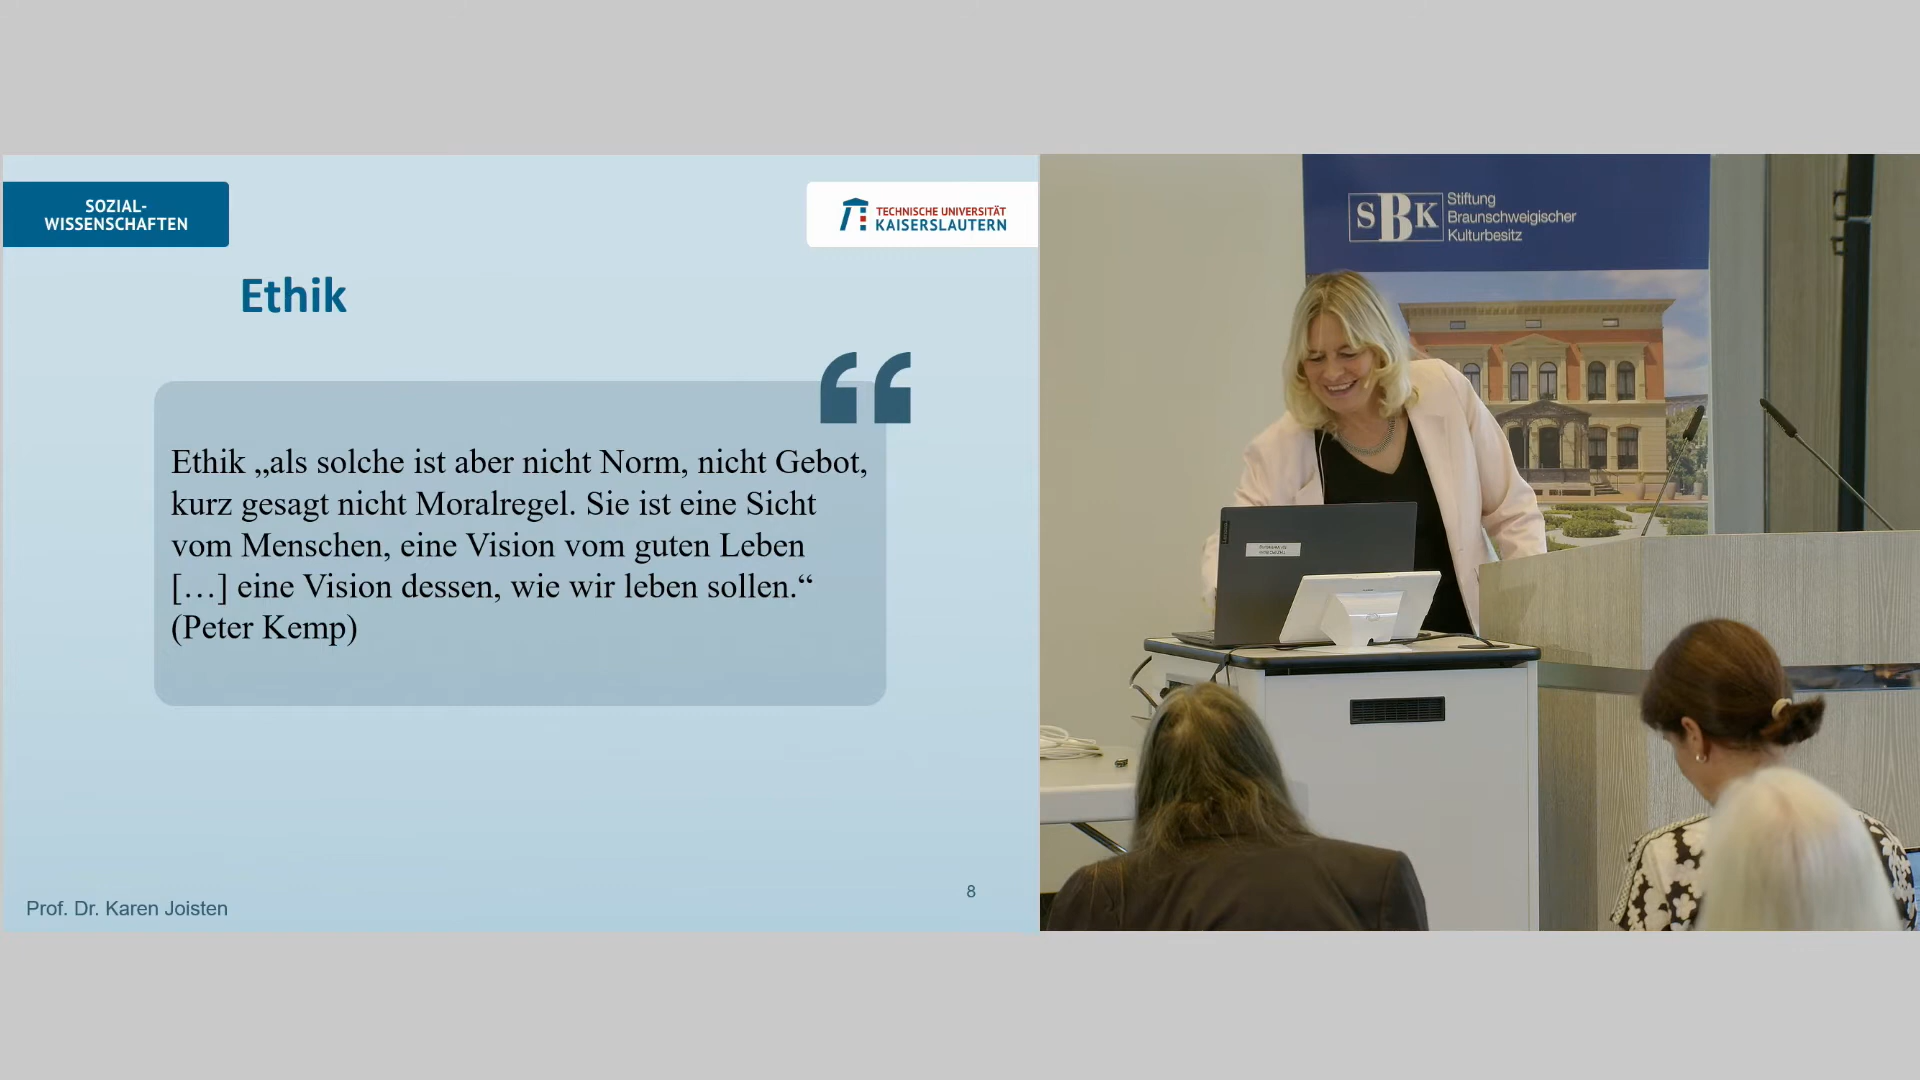 SOZIAL-
WISSENSCHAFTEN
TECHNISCHE UNIVERSITÄT
KAISERSLAUTERN
Ethik
“
Ethik „als solche ist aber nicht Norm, nicht Gebot,
kurz gesagt nicht Moralregel. Sie ist eine Sicht
vom Menschen, eine Vision vom guten Leben
[…] eine Vision dessen, wie wir leben sollen.“
(Peter Kemp)
Prof. Dr. Karen Joisten
8
SBK
Stiftung
Braunschweigischer
Kulturbesitz